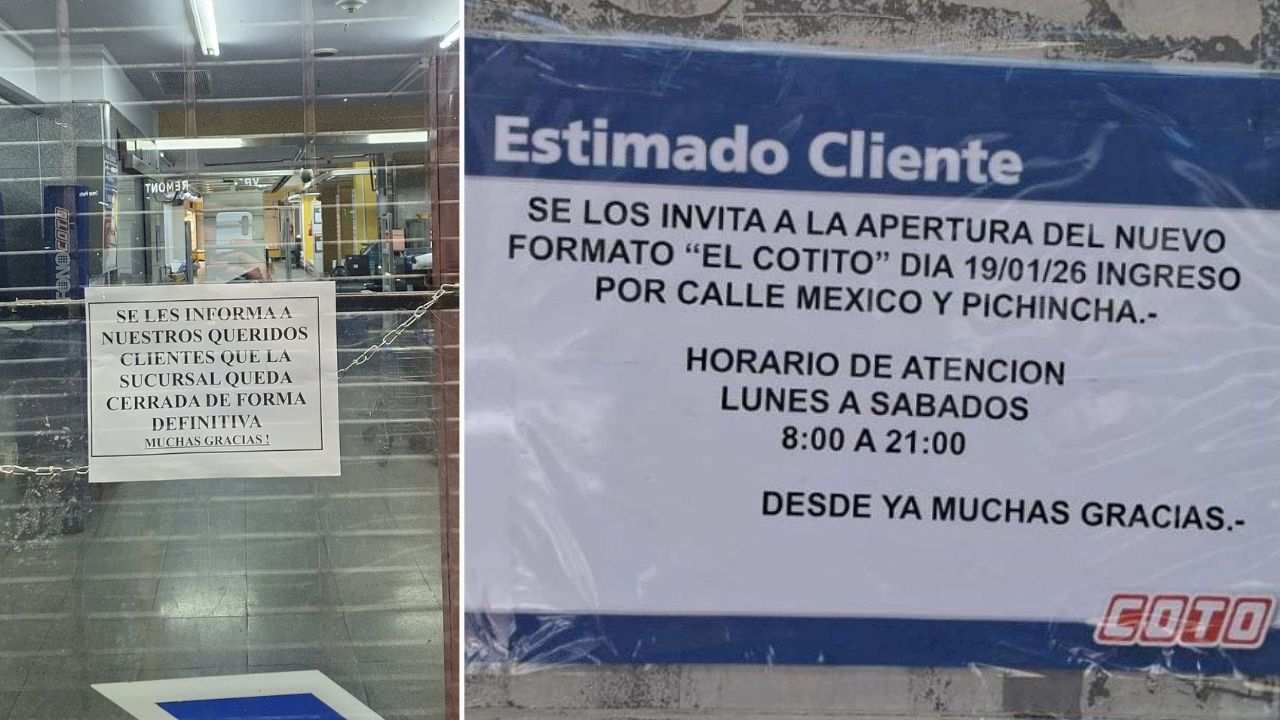 REMONT
FONOCOTO
SE LES INFORMA A
NUESTROS QUERIDOS
CLIENTES QUE LA
SUCURSAL QUEDA
CERRADA DE FORMA
DEFINITIVA
MUCHAS GRACIAS !
Estimado Cliente
SE LOS INVITA A LA APERTURA DEL NUEVO
FORMATO “EL COTITO” DIA 19/01/26 INGRESO
POR CALLE MEXICO Y PICHINCHA.-
HORARIO DE ATENCION
LUNES A SABADOS
8:00 A 21:00
DESDE YA MUCHAS GRACIAS.-
COTO